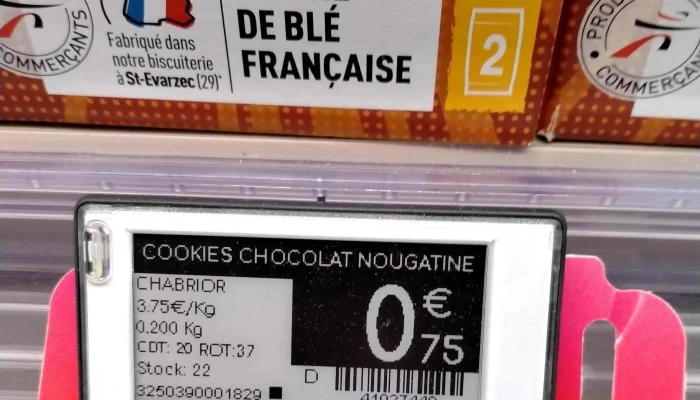 COMMERÇANTS
Fabriqué dans
notre biscuiterie
à St-Evarzec (29)*
DE BLÉ
FRANÇAISE
2
COMMERÇANTS
COOKIES CHOCOLAT NOUGATINE
CHABRIOR
3.75€/Kg
0.200 Kg
CDT: 20 ROT:37
Stock: 22
3250390001829
0 €
75
D